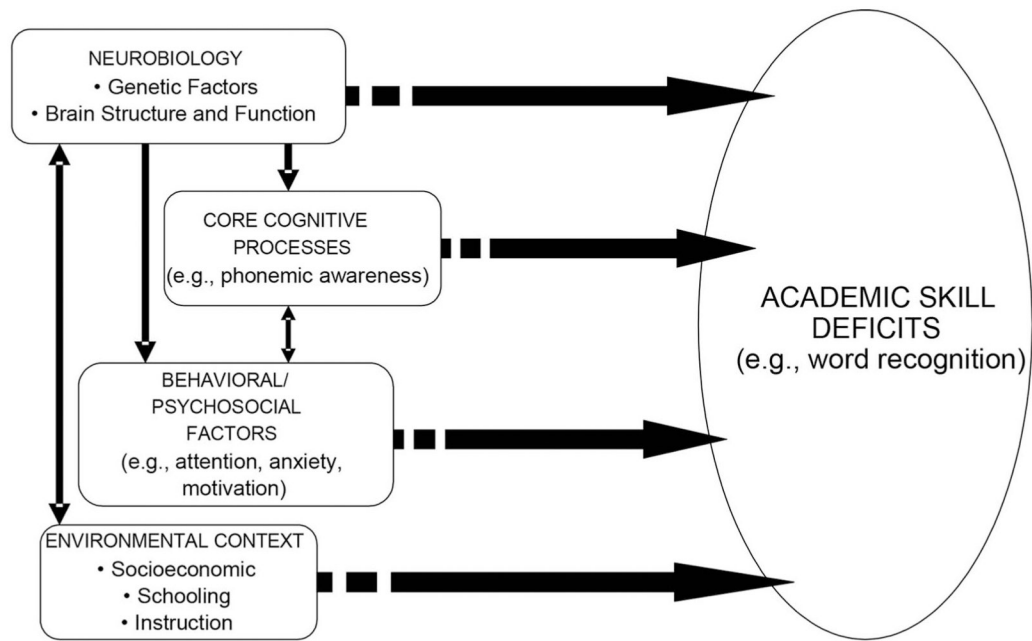 NEUROBIOLOGY
• Genetic Factors
• Brain Structure and Function
CORE COGNITIVE
PROCESSES
(e.g., phonemic awareness)
BEHAVIORAL/
PSYCHOSOCIAL
FACTORS
(e.g., attention, anxiety,
motivation)
ENVIRONMENTAL CONTEXT
• Socioeconomic
• Schooling
• Instruction
ACADEMIC SKILL
DEFICITS
(e.g., word recognition)